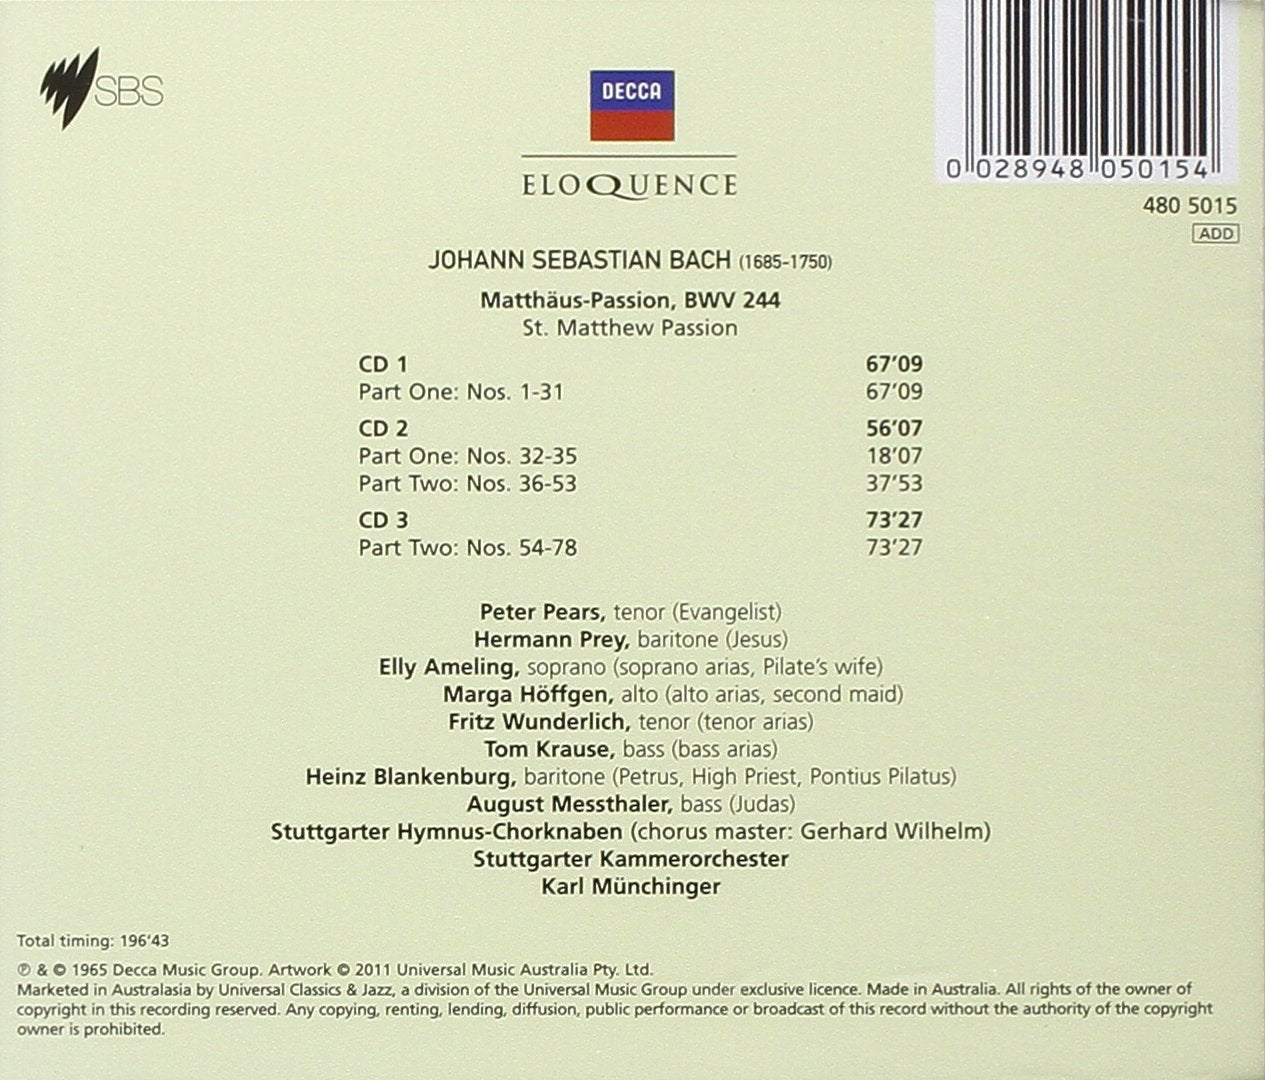 SBS
DECCA
ELOQUENCE
0 028948 050154
480 5015
ADD
JOHANN SEBASTIAN BACH (1685-1750)
Matthäus-Passion, BWV 244
St. Matthew Passion
CD 1 67’09
Part One: Nos. 1-31 67’09
CD 2 56’07
Part One: Nos. 32-35 18’07
Part Two: Nos. 36-53 37’53
CD 3 73’27
Part Two: Nos. 54-78 73’27
Peter Pears, tenor (Evangelist)
Hermann Prey, baritone (Jesus)
Elly Ameling, soprano (soprano arias, Pilate’s wife)
Marga Höffgen, alto (alto arias, second maid)
Fritz Wunderlich, tenor (tenor arias)
Tom Krause, bass (bass arias)
Heinz Blankenburg, baritone (Petrus, High Priest, Pontius Pilatus)
August Messthaler, bass (Judas)
Stuttgarter Hymnus-Chorknaben (chorus master: Gerhard Wilhelm)
Stuttgarter Kammerorchester
Karl Münchinger
Total timing: 196’43
℗ & © 1965 Decca Music Group. Artwork © 2011 Universal Music Australia Pty. Ltd.
Marketed in Australasia by Universal Classics & Jazz, a division of the Universal Music Group under exclusive licence. Made in Australia. All rights of the owner of
copyright in this recording reserved. Any copying, renting, lending, diffusion, public performance or broadcast of this record without the authority of the copyright
owner is prohibited.